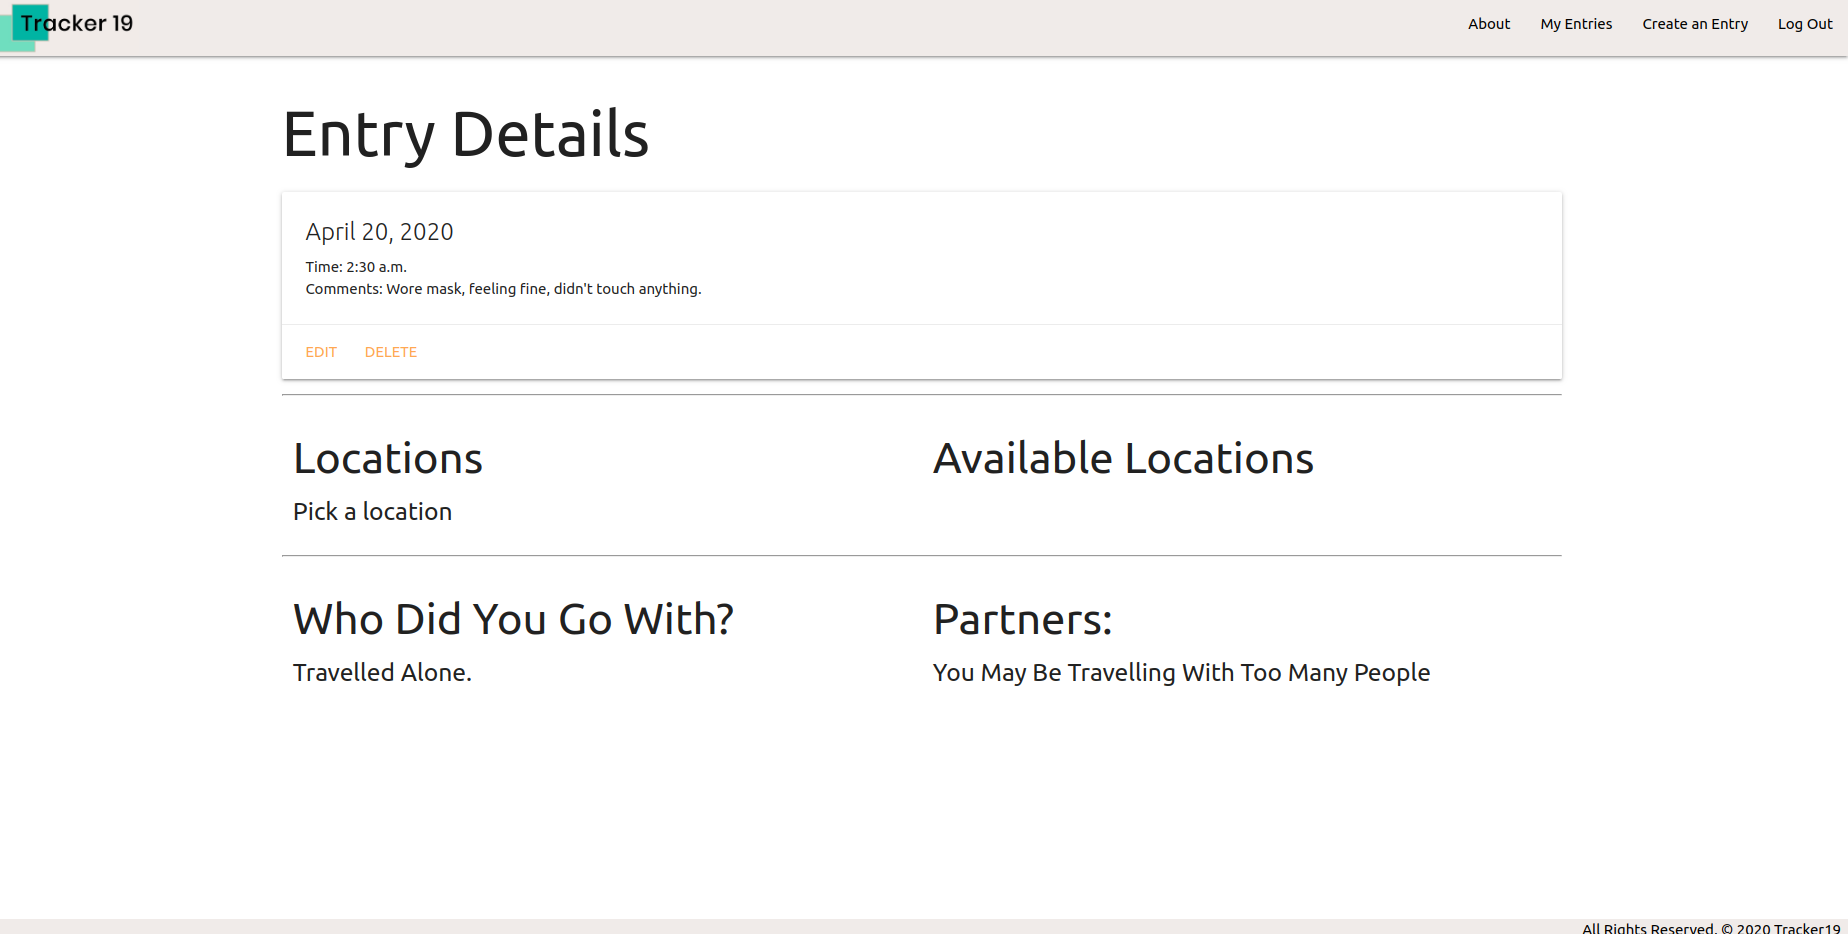 Tracker 19
About
My Entries
Create an Entry
Log Out
Entry Details
April 20, 2020
Time: 2:30 a.m.
Comments: Wore mask, feeling fine, didn't touch anything.
EDIT
DELETE
Locations
Available Locations
Pick a location
Who Did You Go With?
Partners:
Travelled Alone.
You May Be Travelling With Too Many People
All Rights Reserved. © 2020 Tracker19